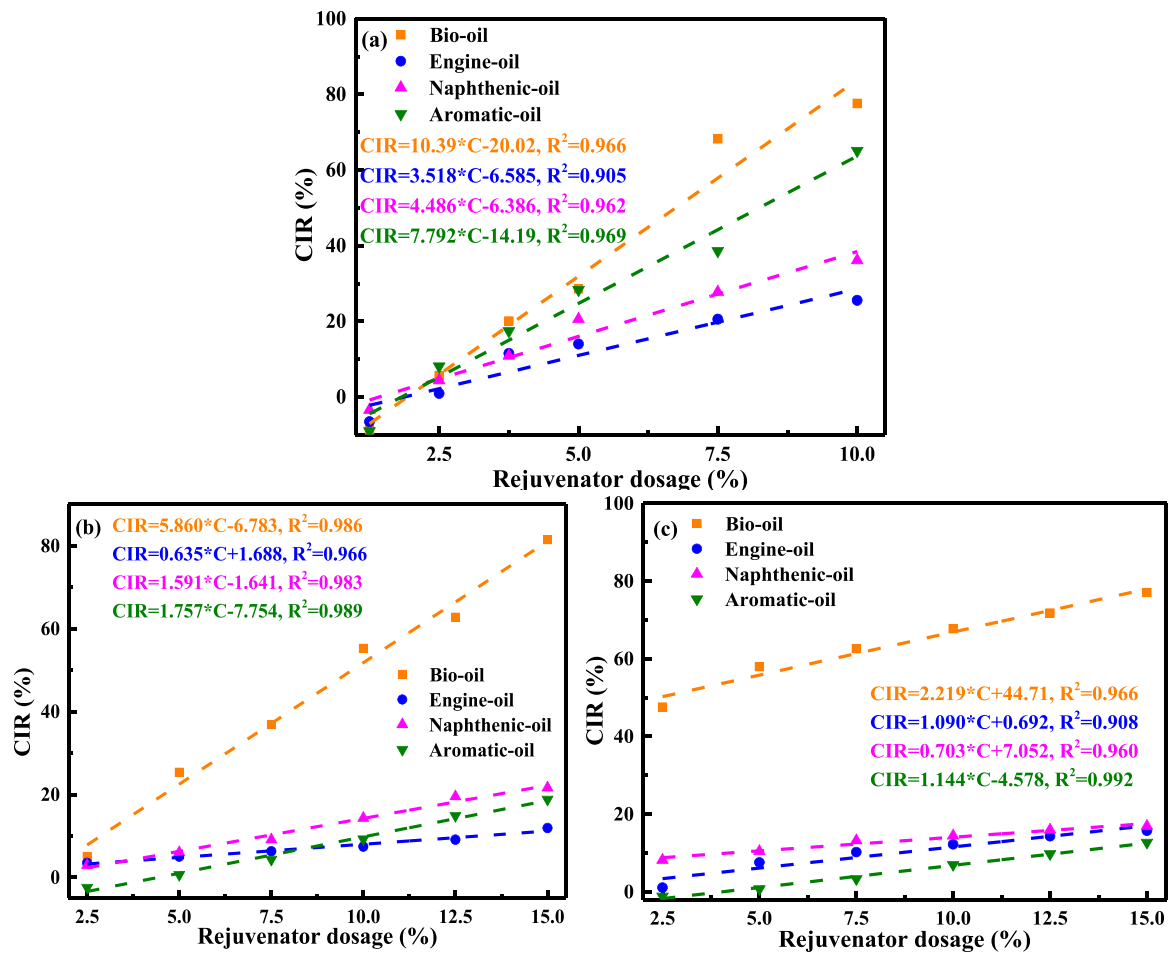 (a)
Bio-oil
Engine-oil
Naphthenic-oil
Aromatic-oil
CIR=10.39*C-20.02, R²=0.966
CIR=3.518*C-6.585, R²=0.905
CIR=4.486*C-6.386, R²=0.962
CIR=7.792*C-14.19, R²=0.969
100
80
60
40
20
0
CIR (%)
2.5 5.0 7.5 10.0
Rejuvenator dosage (%)
(b)
CIR=5.860*C-6.783, R²=0.986
CIR=0.635*C+1.688, R²=0.966
CIR=1.591*C-1.641, R²=0.983
CIR=1.757*C-7.754, R²=0.989
Bio-oil
Engine-oil
Naphthenic-oil
Aromatic-oil
80
60
40
20
0
CIR (%)
2.5 5.0 7.5 10.0 12.5 15.0
Rejuvenator dosage (%)
(c)
Bio-oil
Engine-oil
Naphthenic-oil
Aromatic-oil
CIR=2.219*C+44.71, R²=0.966
CIR=1.090*C+0.692, R²=0.908
CIR=0.703*C+7.052, R²=0.960
CIR=1.144*C-4.578, R²=0.992
100
80
60
40
20
0
CIR (%)
2.5 5.0 7.5 10.0 12.5 15.0
Rejuvenator dosage (%)